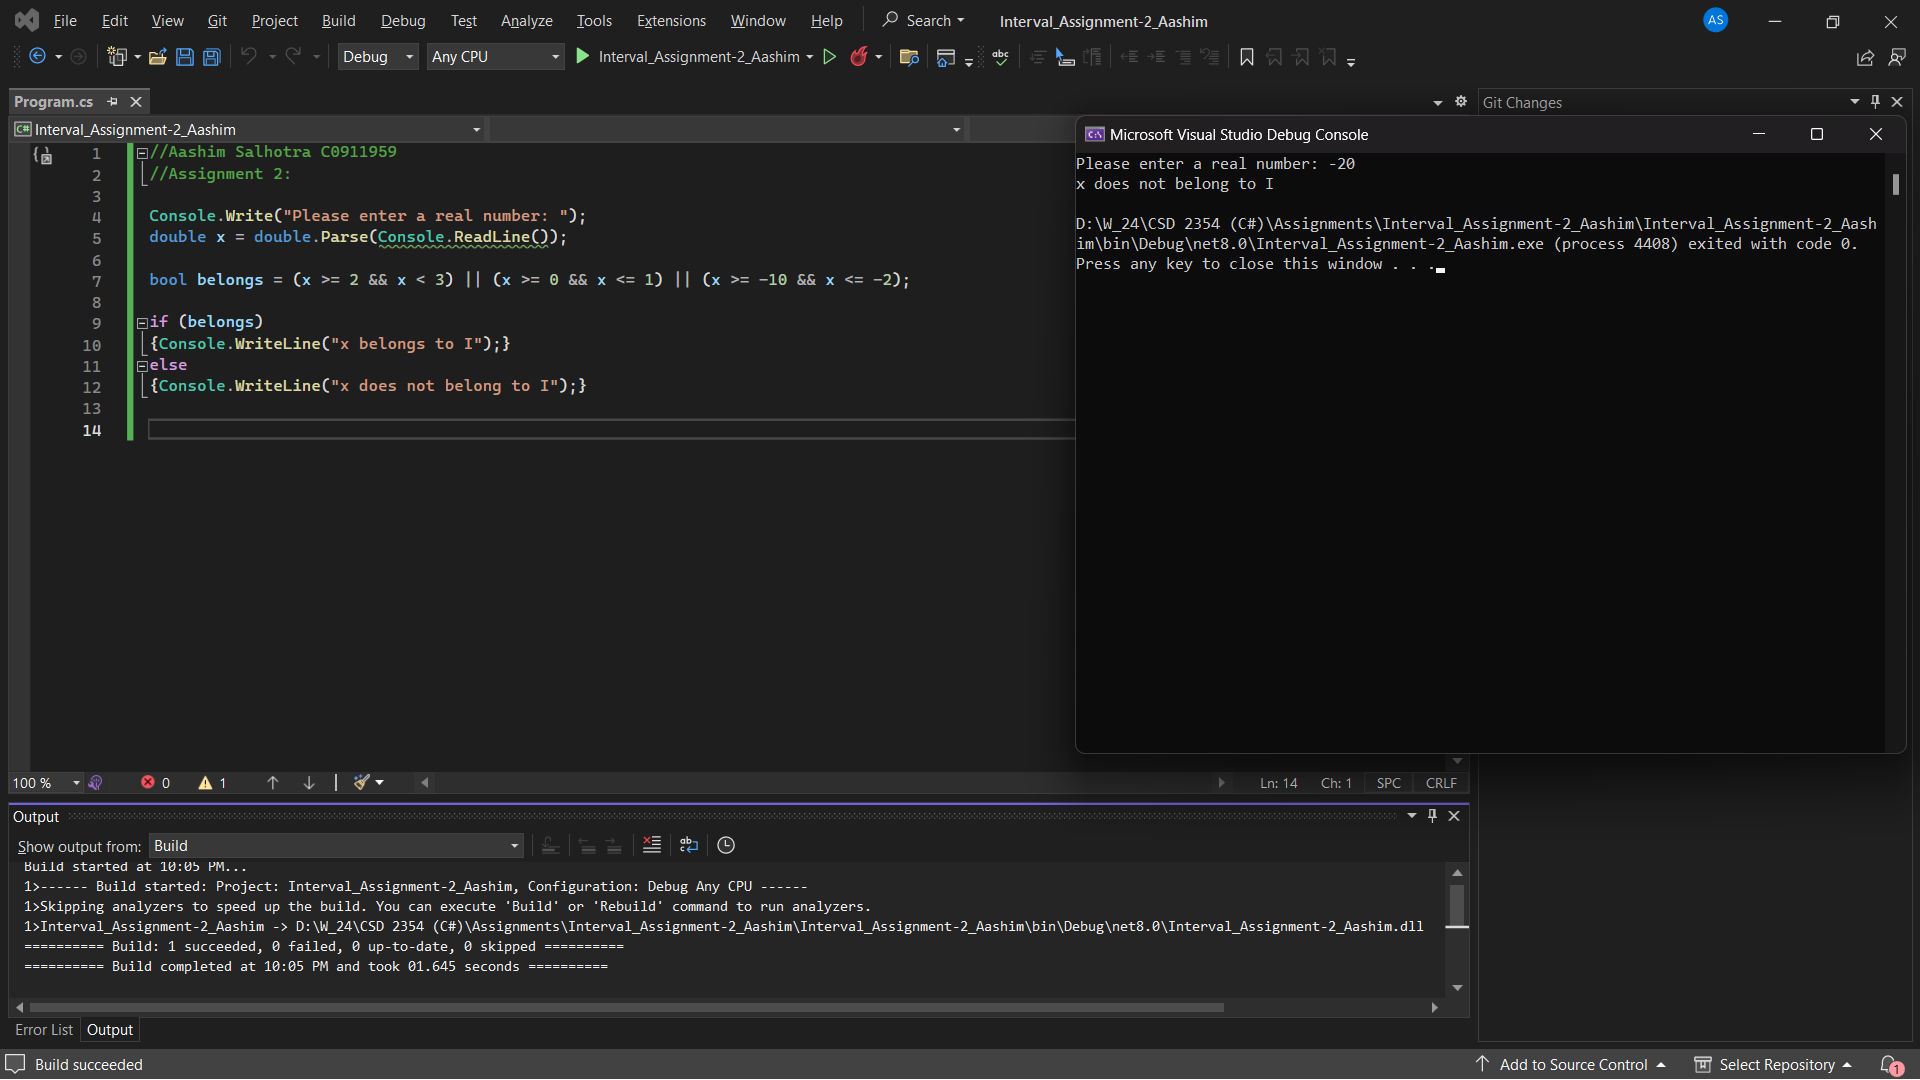 File Edit View Git Project Build Debug Test Analyze Tools Extensions Window Help Search Interval_Assignment-2_Aashim AS
Debug Any CPU Interval_Assignment-2_Aashim
Program.cs
Git Changes
C# Interval_Assignment-2_Aashim
1 //Aashim Salhotra C0911959
2 //Assignment 2:
3
4 Console.Write("Please enter a real number: ");
5 double x = double.Parse(Console.ReadLine());
6
7 bool belongs = (x >= 2 && x < 3) || (x >= 0 && x <= 1) || (x >= -10 && x <= -2);
8
9 if (belongs)
10 {Console.WriteLine("x belongs to I");}
11 else
12 {Console.WriteLine("x does not belong to I");}
13
14
Microsoft Visual Studio Debug Console
Please enter a real number: -20
x does not belong to I
D:\W_24\CSD 2354 (C#)\Assignments\Interval_Assignment-2_Aashim\Interval_Assignment-2_Aash
im\bin\Debug\net8.0\Interval_Assignment-2_Aashim.exe (process 4408) exited with code 0.
Press any key to close this window . . .
100 % 0 1 Ln: 14 Ch: 1 SPC CRLF
Output
Show output from: Build
Build started at 10:05 PM...
1>------ Build started: Project: Interval_Assignment-2_Aashim, Configuration: Debug Any CPU ------
1>Skipping analyzers to speed up the build. You can execute 'Build' or 'Rebuild' command to run analyzers.
1>Interval_Assignment-2_Aashim -> D:\W_24\CSD 2354 (C#)\Assignments\Interval_Assignment-2_Aashim\Interval_Assignment-2_Aashim\bin\Debug\net8.0\Interval_Assignment-2_Aashim.dll
========== Build: 1 succeeded, 0 failed, 0 up-to-date, 0 skipped ==========
========== Build completed at 10:05 PM and took 01.645 seconds ==========
Error List Output
Build succeeded Add to Source Control Select Repository 1